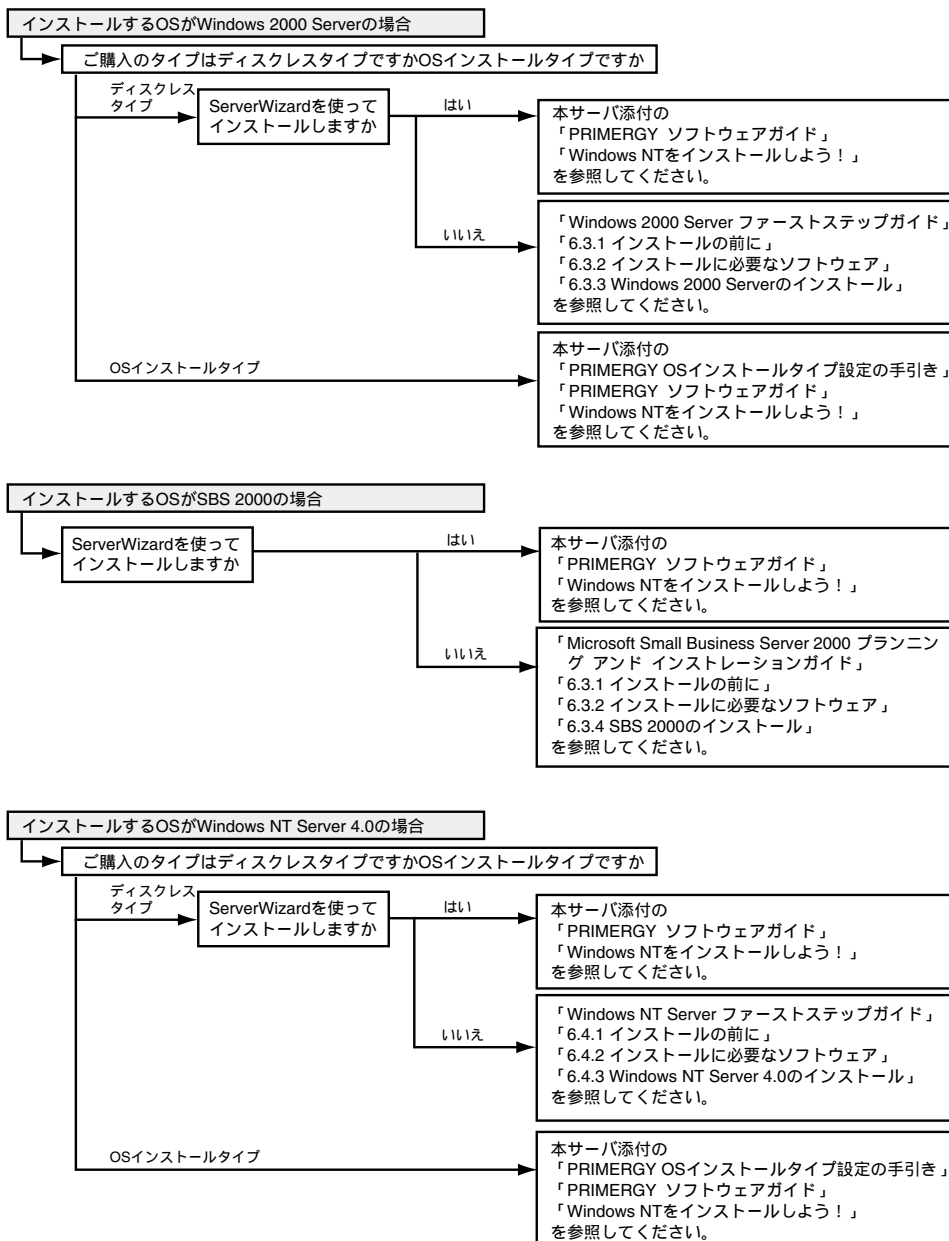 インストールするOSがWindows 2000 Serverの場合
ご購入のタイプはディスクレスタイプですかOSインストールタイプですか
ディスクレス
タイプ
ServerWizardを使って
インストールしますか
はい
本サーバ添付の
「PRIMERGY ソフトウェアガイド」
「Windows NTをインストールしよう！」
を参照してください。
いいえ
「Windows 2000 Server ファーストステップガイド」
「6.3.1 インストールの前に」
「6.3.2 インストールに必要なソフトウェア」
「6.3.3 Windows 2000 Serverのインストール」
を参照してください。
OSインストールタイプ
本サーバ添付の
「PRIMERGY OSインストールタイプ設定の手引き」
「PRIMERGY ソフトウェアガイド」
「Windows NTをインストールしよう！」
を参照してください。
インストールするOSがSBS 2000の場合
ServerWizardを使って
インストールしますか
はい
本サーバ添付の
「PRIMERGY ソフトウェアガイド」
「Windows NTをインストールしよう！」
を参照してください。
いいえ
「Microsoft Small Business Server 2000 プランニン
グ アンド インストレーションガイド」
「6.3.1 インストールの前に」
「6.3.2 インストールに必要なソフトウェア」
「6.3.4 SBS 2000のインストール」
を参照してください。
インストールするOSがWindows NT Server 4.0の場合
ご購入のタイプはディスクレスタイプですかOSインストールタイプですか
ディスクレス
タイプ
ServerWizardを使って
インストールしますか
はい
本サーバ添付の
「PRIMERGY ソフトウェアガイド」
「Windows NTをインストールしよう！」
を参照してください。
いいえ
「Windows NT Server ファーストステップガイド」
「6.4.1 インストールの前に」
「6.4.2 インストールに必要なソフトウェア」
「6.4.3 Windows NT Server 4.0のインストール」
を参照してください。
OSインストールタイプ
本サーバ添付の
「PRIMERGY OSインストールタイプ設定の手引き」
「PRIMERGY ソフトウェアガイド」
「Windows NTをインストールしよう！」
を参照してください。